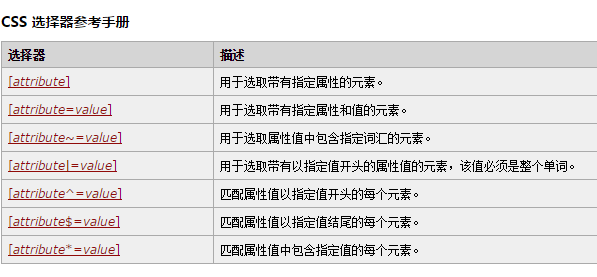 CSS 选择器参考手册
选择器 描述
[attribute] 用于选取带有指定属性的元素。
[attribute=value] 用于选取带有指定属性和值的元素。
[attribute~=value] 用于选取属性值中包含指定词汇的元素。
[attribute|=value] 用于选取带有以指定值开头的属性值的元素，该值必须是整个单词。
[attribute^=value] 匹配属性值以指定值开头的每个元素。
[attribute$=value] 匹配属性值以指定值结尾的每个元素。
[attribute*=value] 匹配属性值中包含指定值的每个元素。